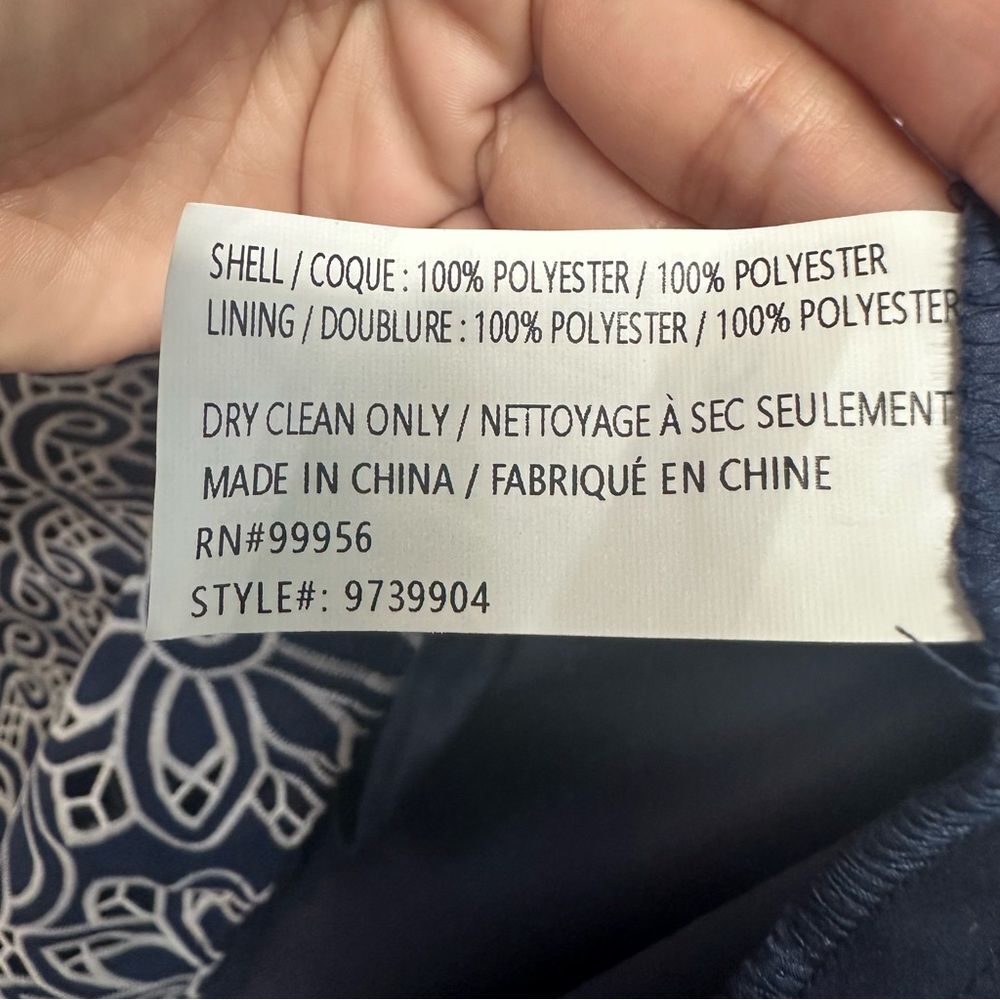 SHELL / COQUE : 100% POLYESTER / 100% POLYESTER
LINING / DOUBLURE : 100% POLYESTER / 100% POLYESTER
DRY CLEAN ONLY / NETTOYAGE À SEC SEULEMENT
MADE IN CHINA / FABRIQUÉ EN CHINE
RN#99956
STYLE#: 9739904